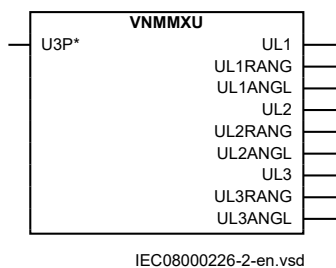 VNMMXU
U3P* UL1
UL1RANG
UL1ANGL
UL2
UL2RANG
UL2ANGL
UL3
UL3RANG
UL3ANGL
IEC08000226-2-en.vsd